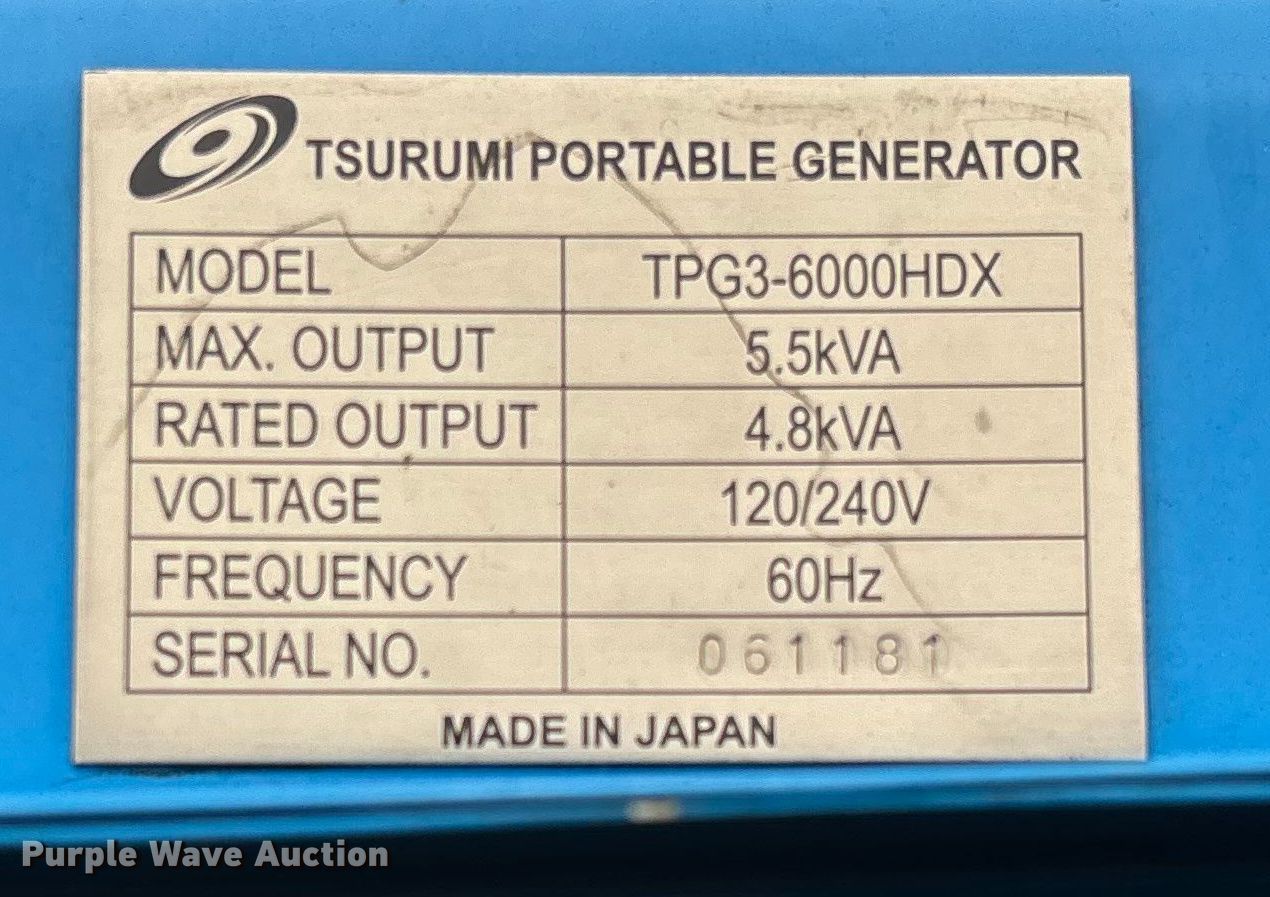 TSURUMI PORTABLE GENERATOR
MODEL TPG3-6000HDX
MAX. OUTPUT 5.5kVA
RATED OUTPUT 4.8kVA
VOLTAGE 120/240V
FREQUENCY 60Hz
SERIAL NO. 061181
MADE IN JAPAN
Purple Wave Auction